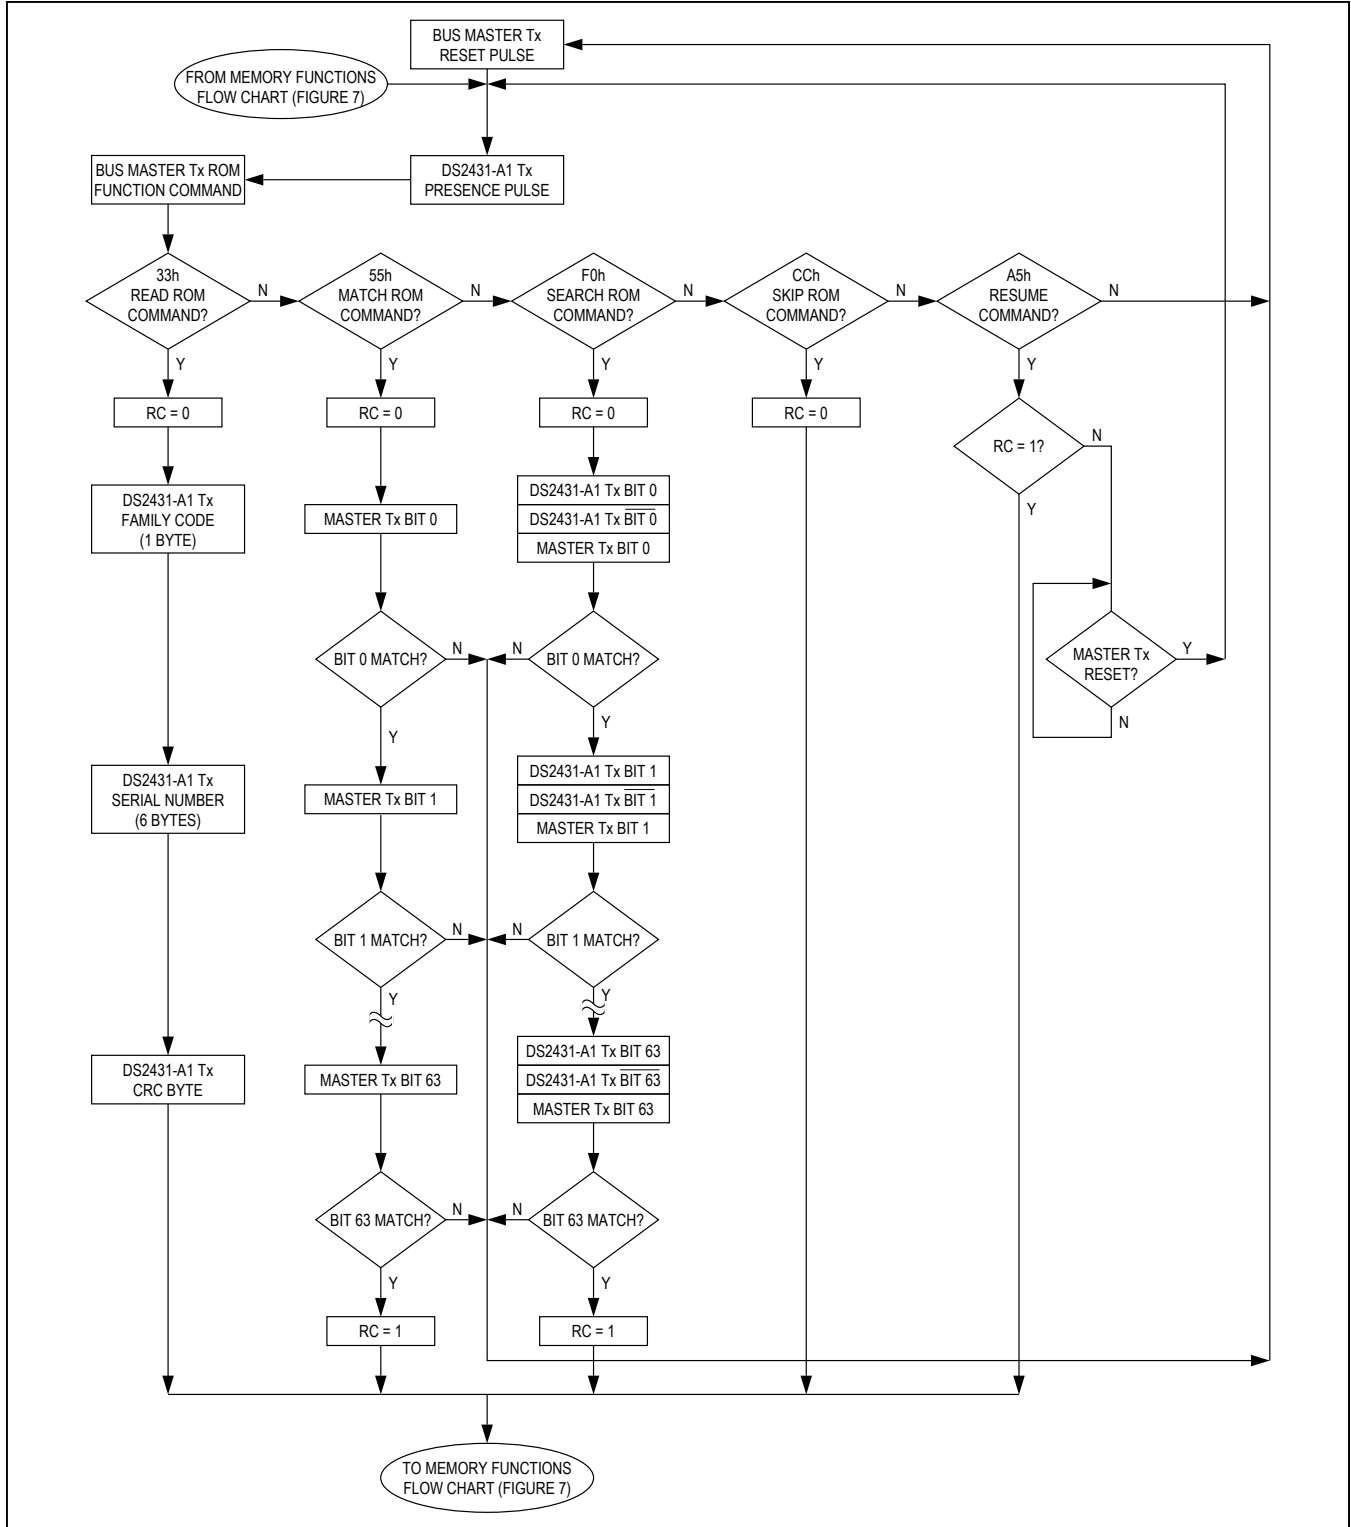 BUS MASTER Tx
RESET PULSE
FROM MEMORY FUNCTIONS
FLOW CHART (FIGURE 7)
BUS MASTER Tx ROM
FUNCTION COMMAND
DS2431-A1 Tx
PRESENCE PULSE
33h
READ ROM
COMMAND?
N
Y
55h
MATCH ROM
COMMAND?
N
Y
F0h
SEARCH ROM
COMMAND?
N
Y
CCh
SKIP ROM
COMMAND?
N
Y
A5h
RESUME
COMMAND?
N
Y
RC = 0
RC = 0
RC = 0
RC = 0
RC = 1?
N
Y
DS2431-A1 Tx
FAMILY CODE
(1 BYTE)
MASTER Tx BIT 0
DS2431-A1 Tx BIT 0
DS2431-A1 Tx B̅I̅T̅ ̅0̅
MASTER Tx BIT 0
BIT 0 MATCH?
N
Y
N
BIT 0 MATCH?
Y
MASTER Tx
RESET?
Y
N
DS2431-A1 Tx
SERIAL NUMBER
(6 BYTES)
MASTER Tx BIT 1
DS2431-A1 Tx BIT 1
DS2431-A1 Tx B̅I̅T̅ ̅1̅
MASTER Tx BIT 1
BIT 1 MATCH?
N
Y
N
BIT 1 MATCH?
Y
DS2431-A1 Tx
CRC BYTE
MASTER Tx BIT 63
DS2431-A1 Tx BIT 63
DS2431-A1 Tx B̅I̅T̅ ̅6̅3̅
MASTER Tx BIT 63
BIT 63 MATCH?
N
Y
N
BIT 63 MATCH?
Y
RC = 1
RC = 1
TO MEMORY FUNCTIONS
FLOW CHART (FIGURE 7)